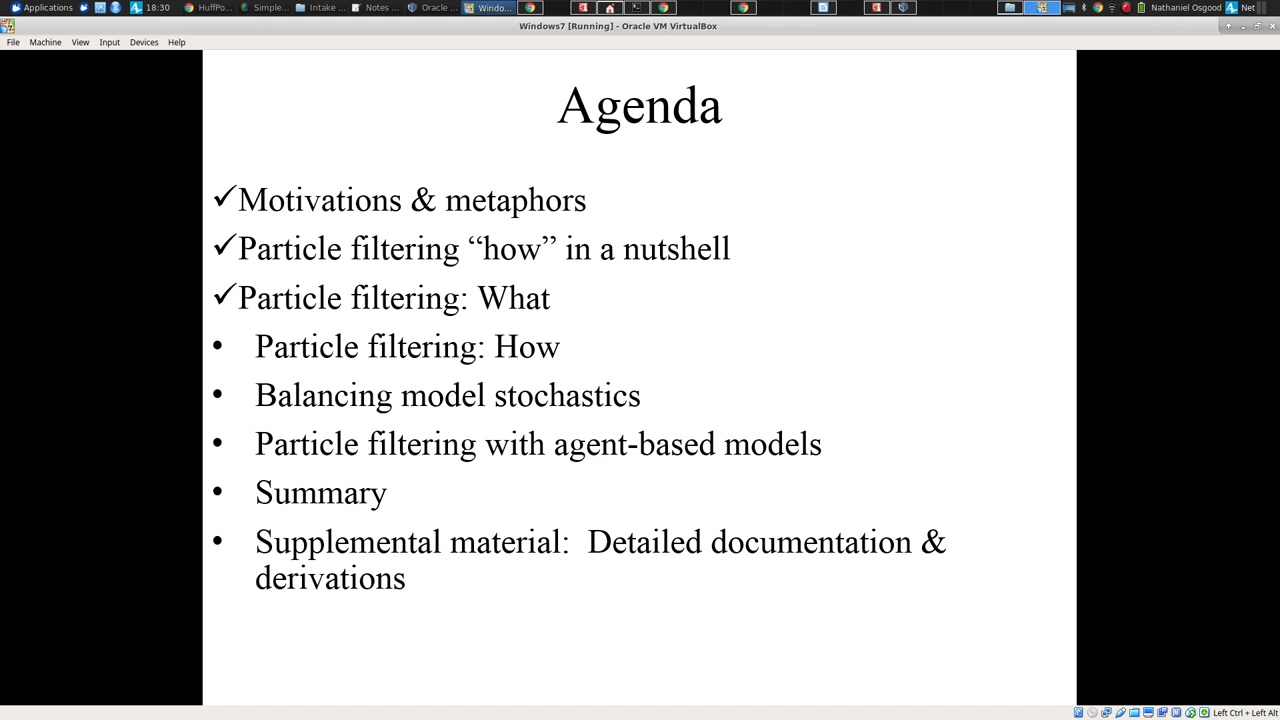 Applications
18:30
HuffPo...
Simple...
Intake ...
Notes ...
Oracle ...
Windo...
Nathaniel Osgood
Net
Windows7 [Running] - Oracle VM VirtualBox
File Machine View Input Devices Help
Agenda
✓Motivations & metaphors
✓Particle filtering “how” in a nutshell
✓Particle filtering: What
• Particle filtering: How
• Balancing model stochastics
• Particle filtering with agent-based models
• Summary
• Supplemental material: Detailed documentation &
derivations
Left Ctrl + Left Alt